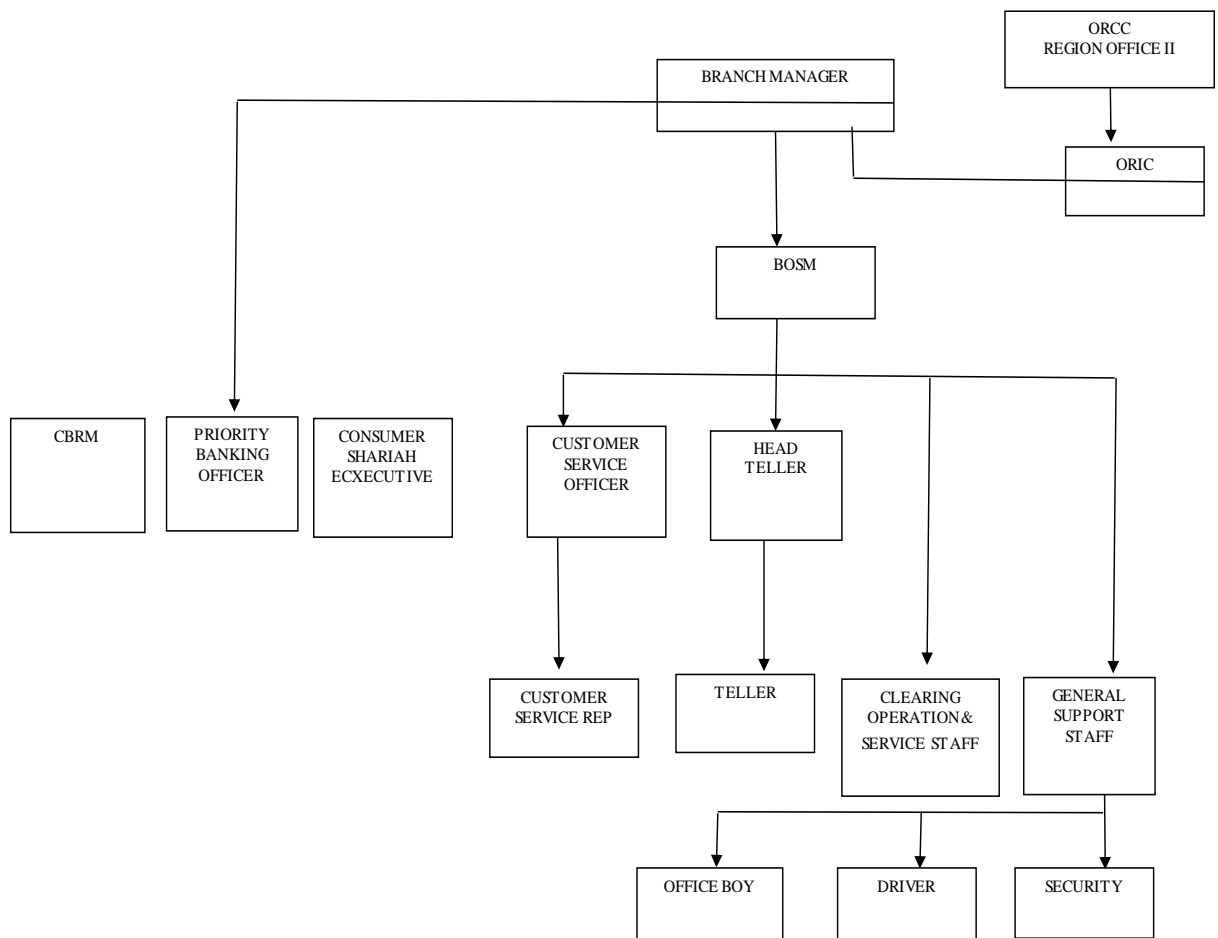 ORCC
REGION OFFICE II
BRANCH MANAGER
ORIC
BOSM
CBRM
PRIORITY
BANKING
OFFICER
CONSUMER
SHARIAH
ECXECUTIVE
CUSTOMER
SERVICE
OFFICER
HEAD
TELLER
CUSTOMER
SERVICE REP
TELLER
CLEARING
OPERATION&
SERVICE STAFF
GENERAL
SUPPORT
STAFF
OFFICE BOY
DRIVER
SECURITY